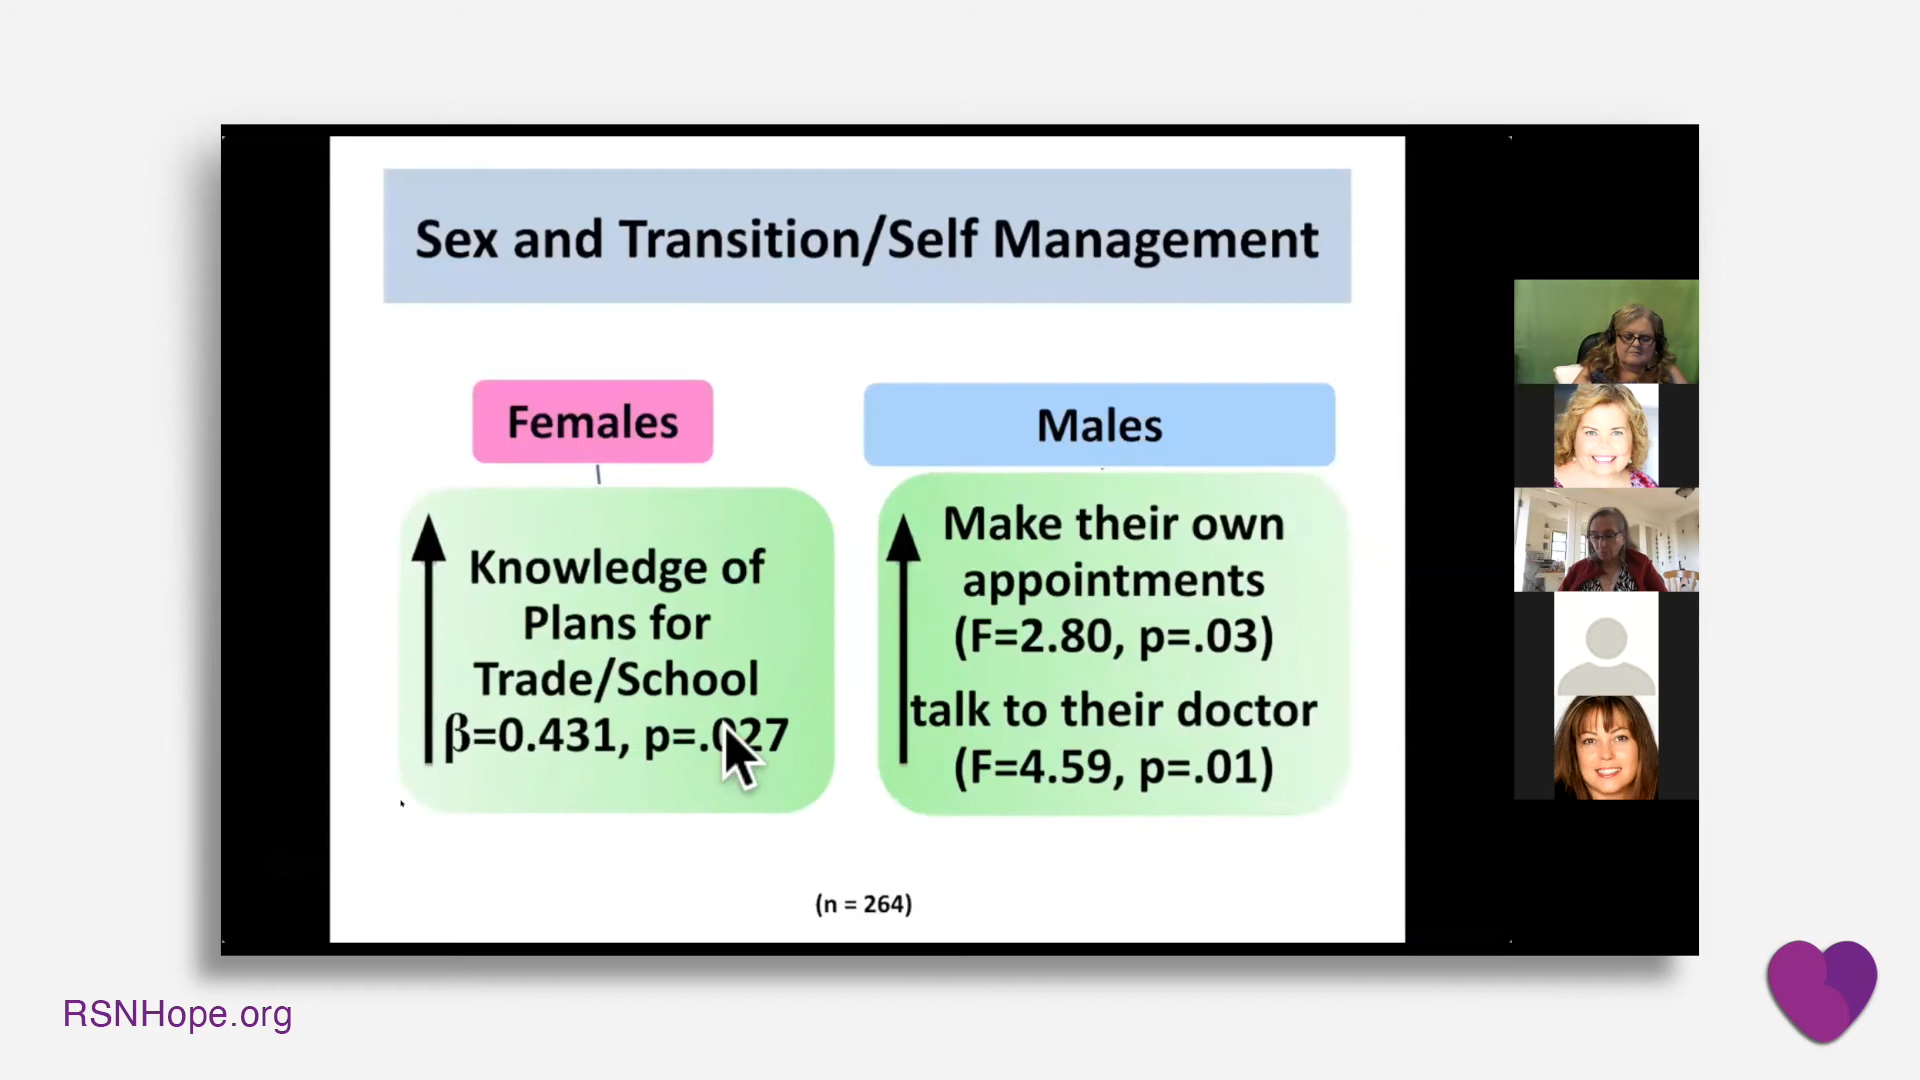 Sex and Transition/Self Management
Females
Knowledge of
Plans for
Trade/School
β=0.431, p=.027
Males
Make their own
appointments
(F=2.80, p=.03)
talk to their doctor
(F=4.59, p=.01)
(n = 264)
RSNHope.org